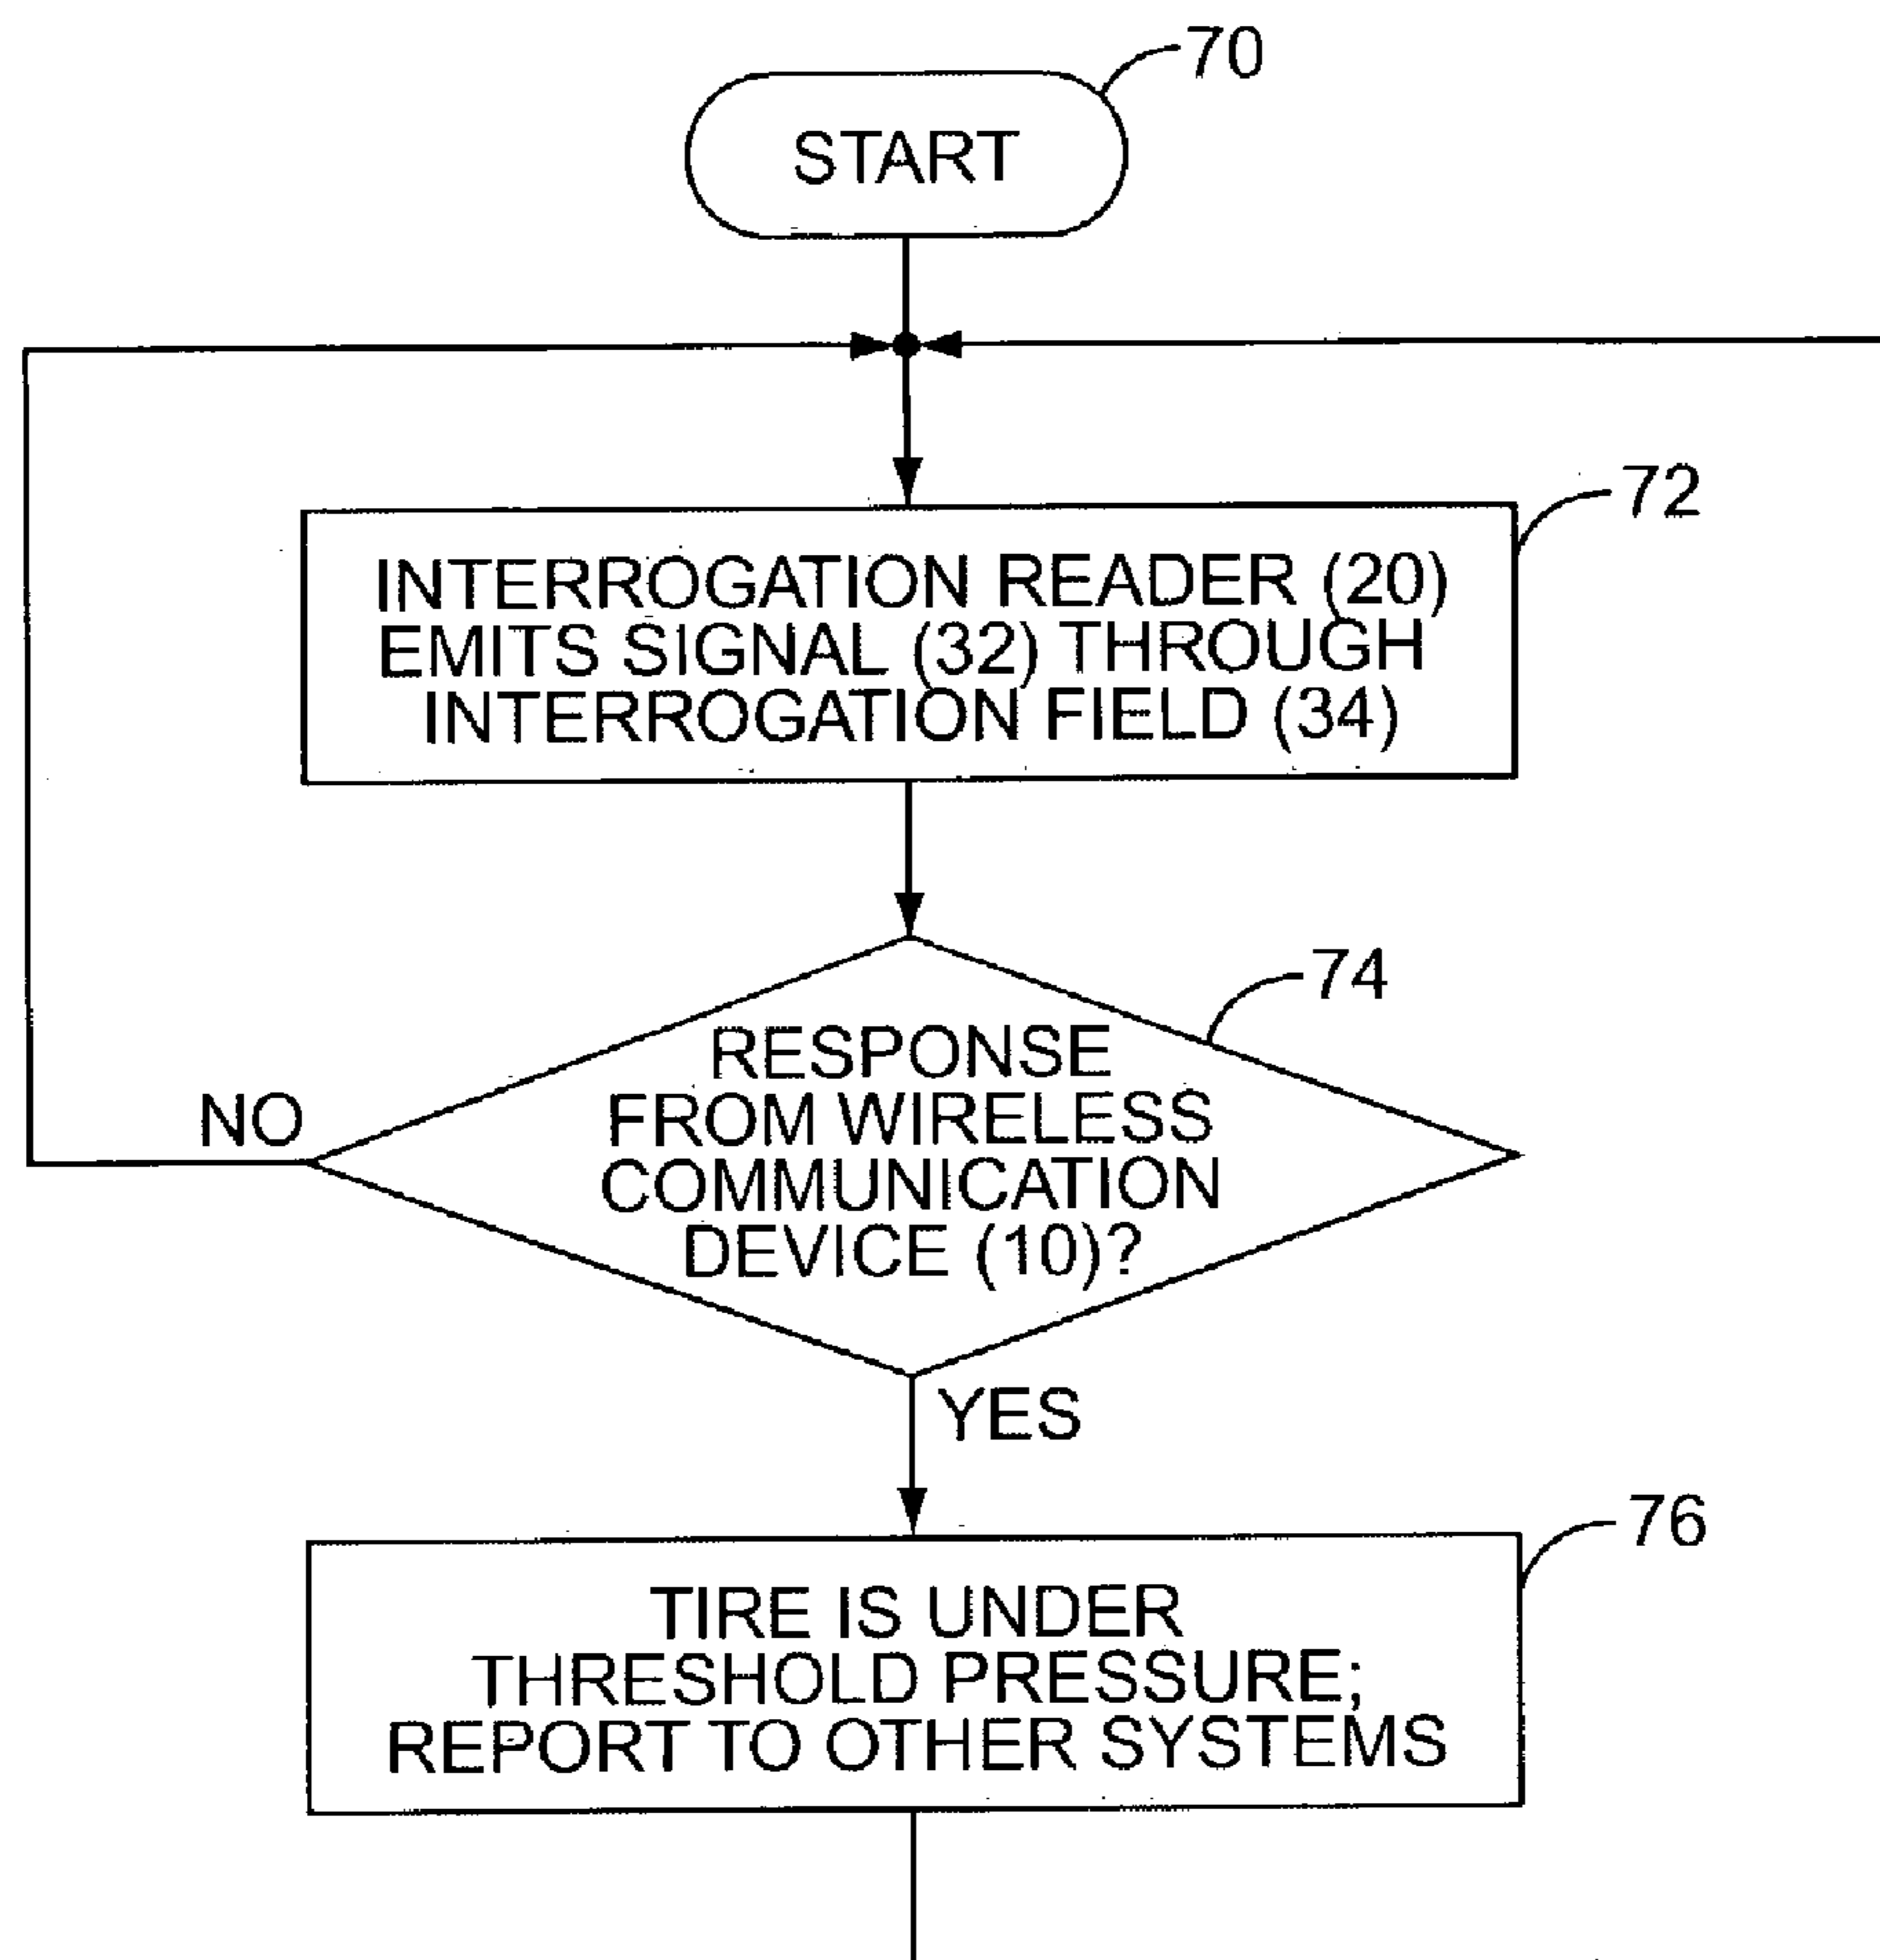 70
START
72
INTERROGATION READER (20)
EMITS SIGNAL (32) THROUGH
INTERROGATION FIELD (34)
74
RESPONSE
FROM WIRELESS
COMMUNICATION
DEVICE (10)?
NO
YES
76
TIRE IS UNDER
THRESHOLD PRESSURE;
REPORT TO OTHER SYSTEMS